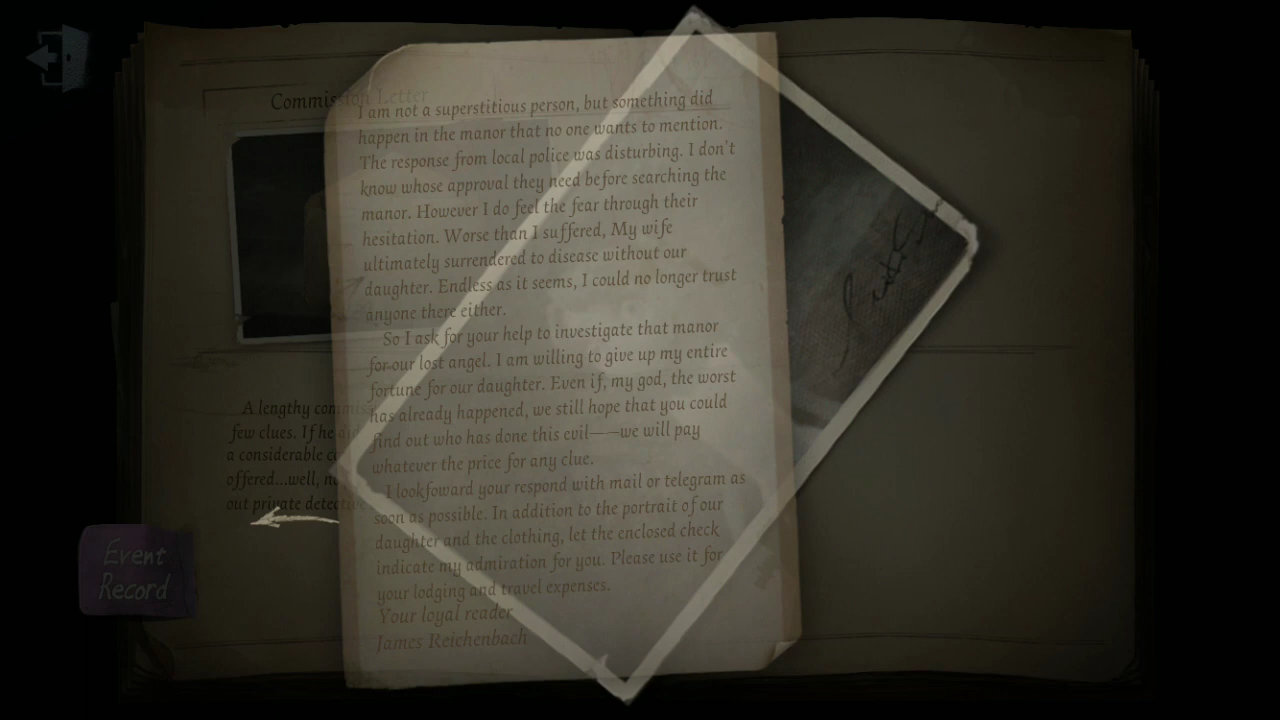 Commission Letter
I am not a superstitious person, but something did
happen in the manor that no one wants to mention.
The response from local police was disturbing. I don't
know whose approval they need before searching the
manor. However I do feel the fear through their
hesitation. Worse than I suffered, My wife
ultimately surrendered to disease without our
daughter. Endless as it seems, I could no longer trust
anyone there either.
So I ask for your help to investigate that manor
for our lost angel. I am willing to give up my entire
fortune for our daughter. Even if, my god, the worst
has already happened, we still hope that you could
find out who has done this evil——we will pay
whatever the price for any clue.
I lookfoward your respond with mail or telegram as
soon as possible. In addition to the portrait of our
daughter and the clothing, let the enclosed check
indicate my admiration for you. Please use it for
your lodging and travel expenses.
Your loyal reader
James Reichenbach
A lengthy
few clues. If he
a considerable
offered...well,
out private
Event
Record